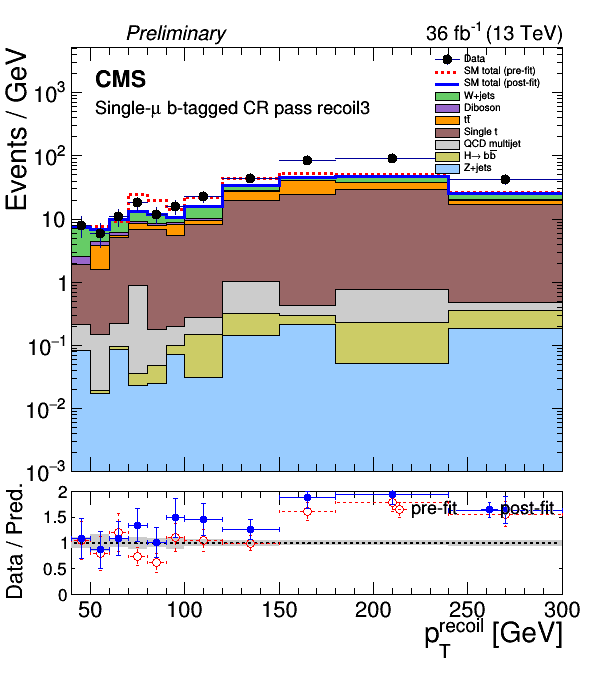 Preliminary 36 fb⁻¹ (13 TeV)
CMS
Single-μ b-tagged CR pass recoil3
Data
SM total (pre-fit)
SM total (post-fit)
W+jets
Diboson
tt̅
Single t
QCD multijet
H→ bb̅
Z+jets
Events / GeV
10³
10²
10
1
10⁻¹
10⁻²
10⁻³
pre-fit post-fit
Data / Pred.
2
1.5
1
0.5
0
50 100 150 200 250 300
p_T^recoil [GeV]